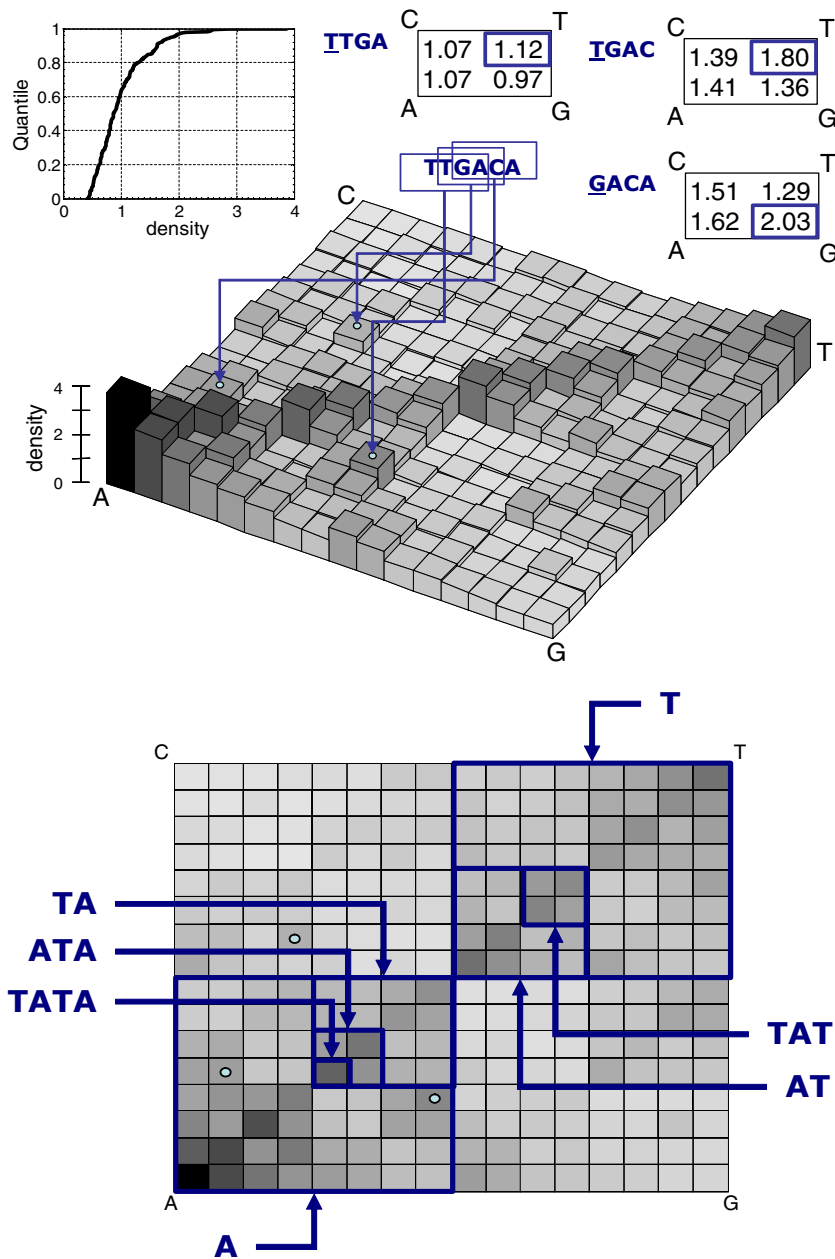 1
0.8
0.6
0.4
0.2
0
Quantile
0 1 2 3 4
density
TTGA
C T
1.07 1.12
1.07 0.97
A G
TGAC
C T
1.39 1.80
1.41 1.36
A G
GACA
C T
1.51 1.29
1.62 2.03
A G
TTGACA
C
T
4
2
0
density
A
G
T
C T
TA
ATA
TATA
TAT
AT
A G
A